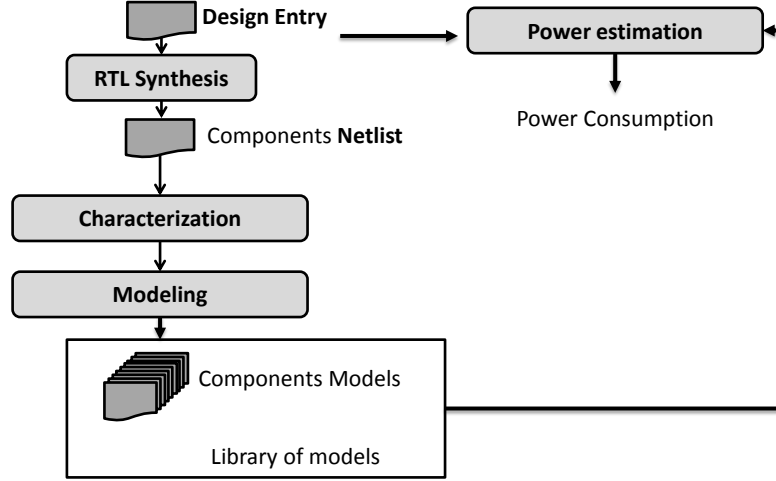 Design Entry
Power estimation
RTL Synthesis
Power Consumption
Components Netlist
Characterization
Modeling
Components Models
Library of models